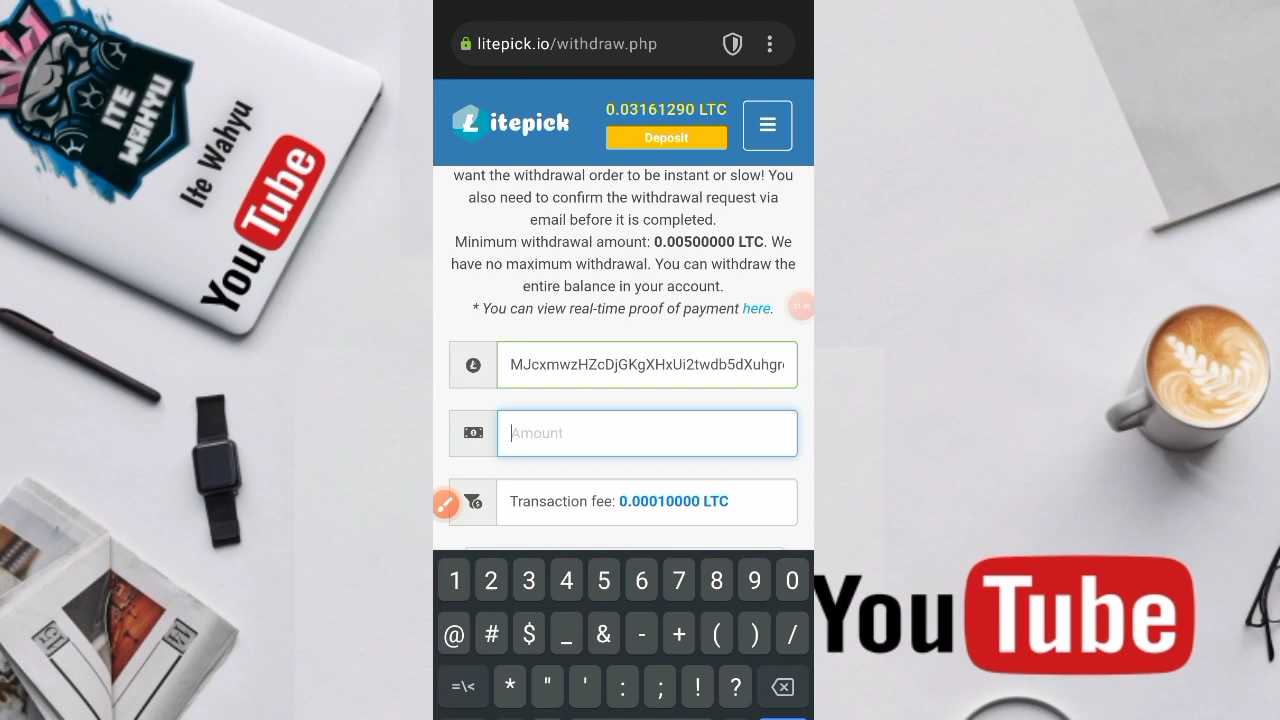 ITE
WAHYU
Ite Wahyu
YouTube
litepick.io/withdraw.php
Litepick
0.03161290 LTC
Deposit
want the withdrawal order to be instant or slow! You
also need to confirm the withdrawal request via
email before it is completed.
Minimum withdrawal amount: 0.00500000 LTC. We
have no maximum withdrawal. You can withdraw the
entire balance in your account.
* You can view real-time proof of payment here.
MJcxmwzHZcDjGKgXHxUi2twdb5dXuhgr
Amount
Transaction fee: 0.00010000 LTC
1 2 3 4 5 6 7 8 9 0
@ # $ _ & - + ( ) /
=\< * " ' : ; ! ?
YouTube